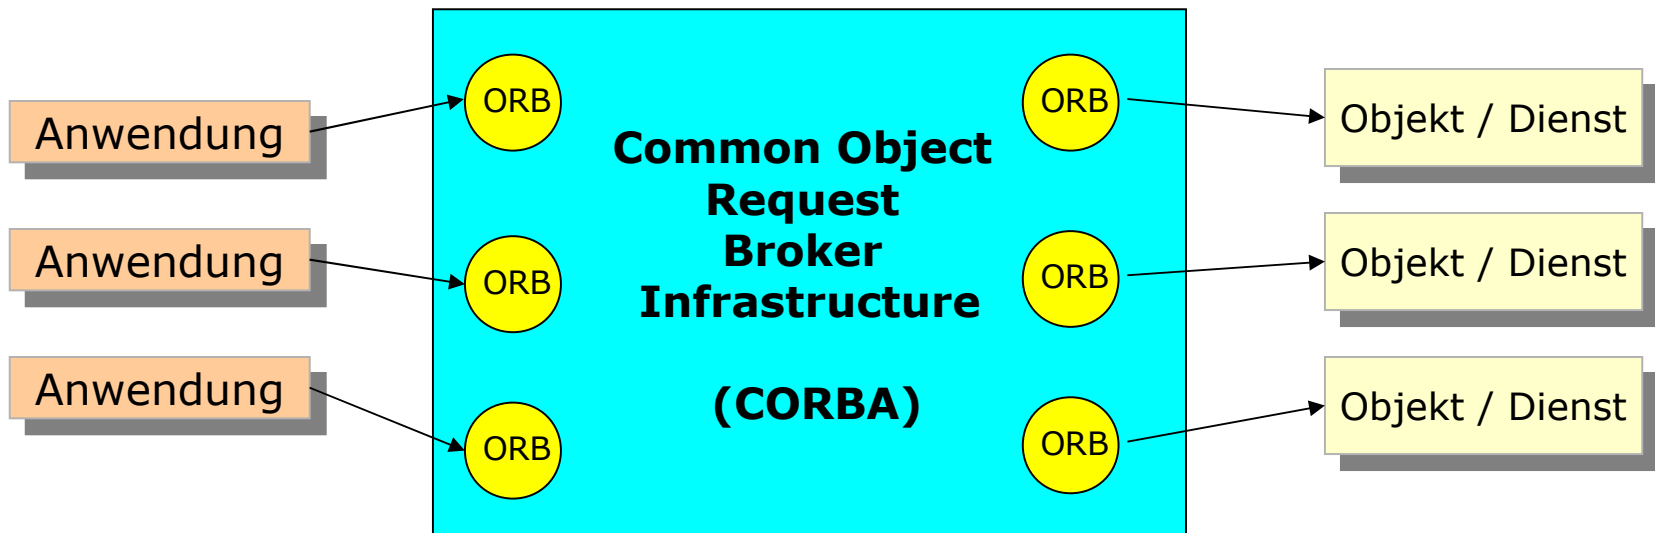 Anwendung
Anwendung
Anwendung
ORB
ORB
ORB
Common Object
Request
Broker
Infrastructure
(CORBA)
ORB
ORB
ORB
Objekt / Dienst
Objekt / Dienst
Objekt / Dienst